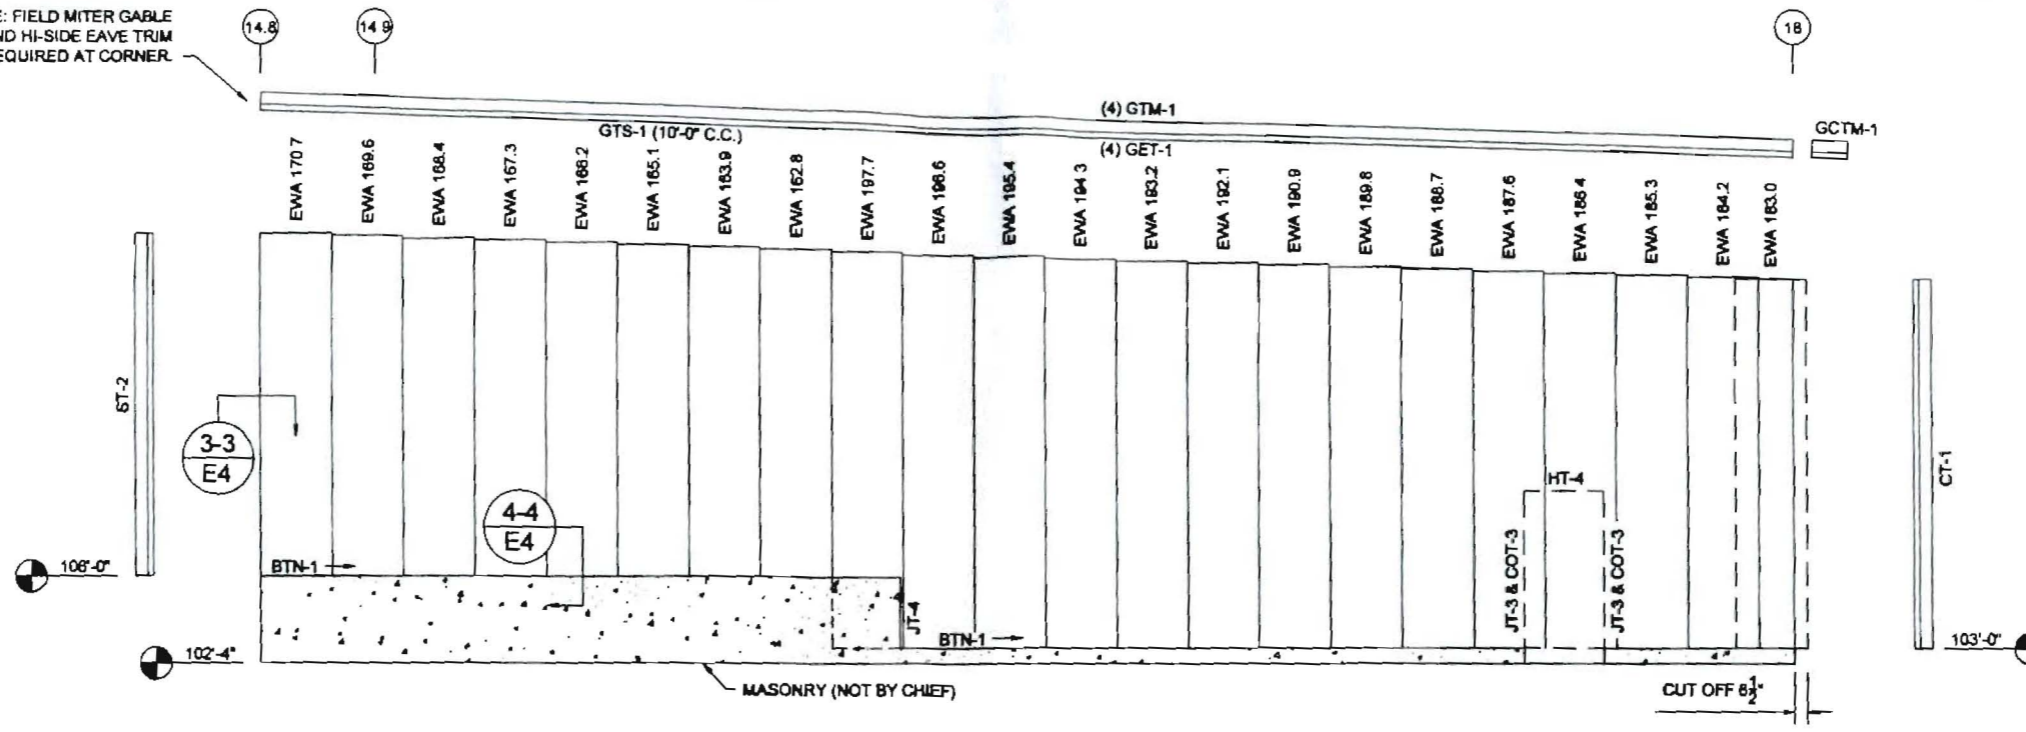 E: FIELD MITER GABLE
ND HI-SIDE EAVE TRIM
EQUIRED AT CORNER.
14.8
14.9
18
(4) GTM-1
GTS-1 (10'-0" C.C.)
(4) GET-1
GCTM-1
EWA 170.7
EWA 169.6
EWA 168.4
EWA 167.3
EWA 166.2
EWA 165.1
EWA 163.9
EWA 162.8
EWA 197.7
EWA 196.6
EWA 195.4
EWA 194.3
EWA 193.2
EWA 192.1
EWA 190.9
EWA 189.8
EWA 188.7
EWA 187.6
EWA 186.4
EWA 185.3
EWA 184.2
EWA 183.0
ST-2
3-3
E4
4-4
E4
HT-4
CT-1
JT-3 & COT-3
JT-3 & COT-3
106'-0"
BTN-1
JT-4
BTN-1
102'-4"
103'-0"
MASONRY (NOT BY CHIEF)
CUT OFF 6½"